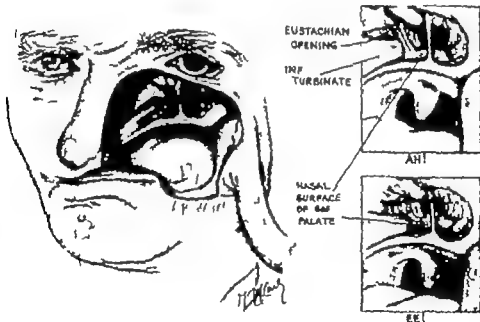 EUSTACHIAN
OPENING
INF
TURBINATE
AH!
NASAL
SURFACE
OF
PALATE
EE!